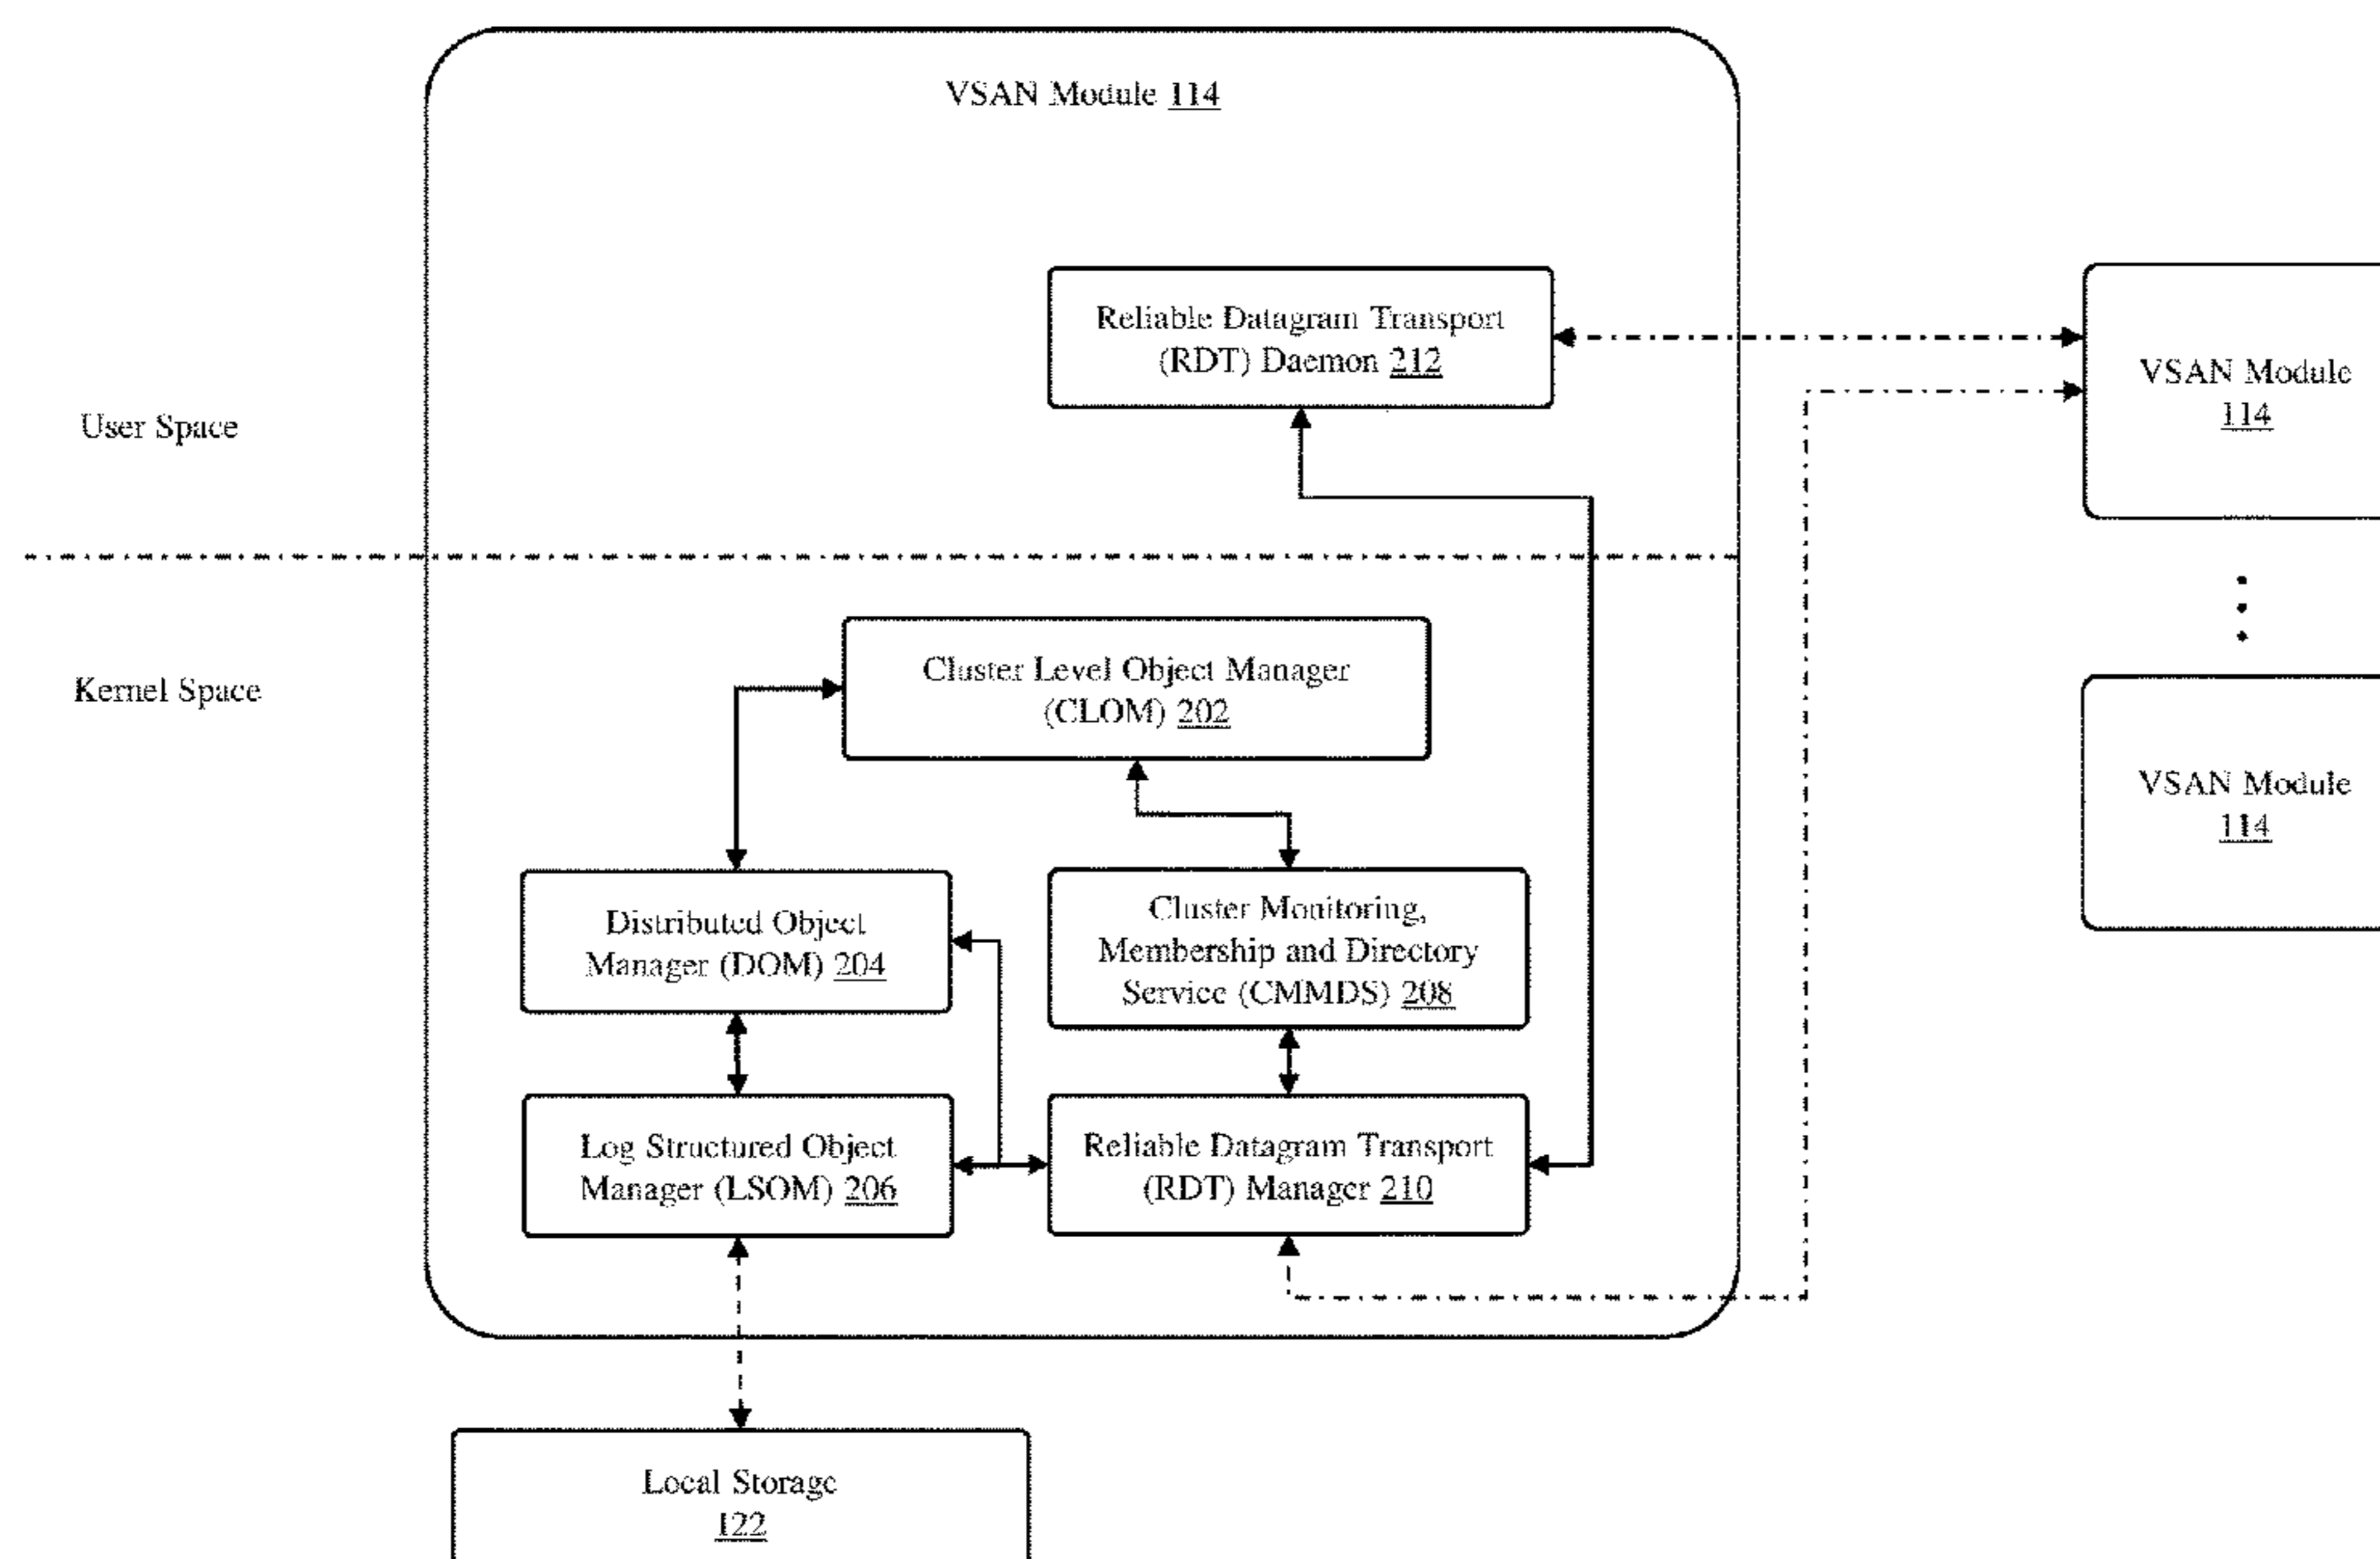 VSAN Module 114
Reliable Datagram Transport
(RDT) Daemon 212
VSAN Module
114
User Space
Kernel Space
Cluster Level Object Manager
(CLOM) 202
VSAN Module
114
Distributed Object
Manager (DOM) 204
Cluster Monitoring,
Membership and Directory
Service (CMMDS) 208
Log Structured Object
Manager (LSOM) 206
Reliable Datagram Transport
(RDT) Manager 210
Local Storage
122